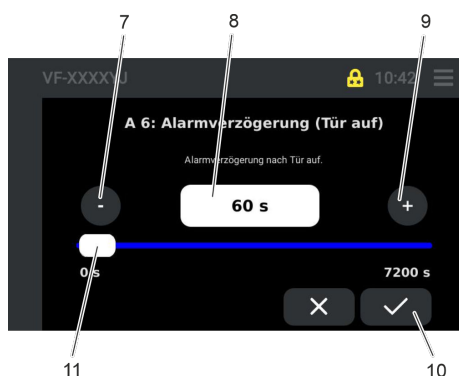 7 8 9
VF-XXXXYJ 10:42
A 6: Alarmverzögerung (Tür auf)
Alarmverzögerung nach Tür auf.
- 60 s +
0 s 7200 s
11 10